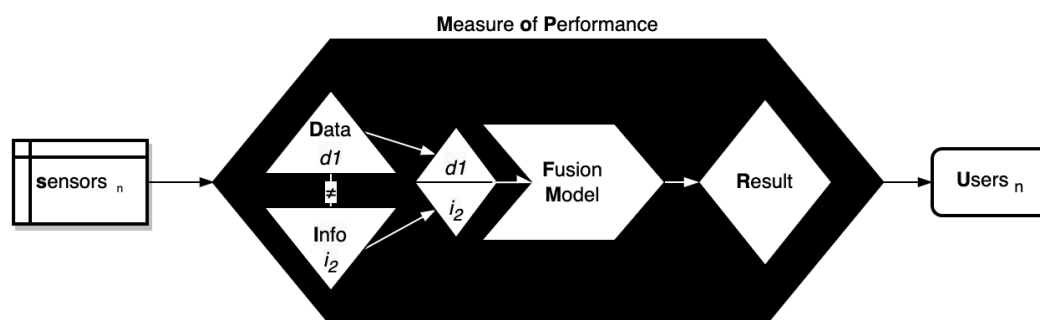 Measure of Performance
sensors n
Data
d1
≠
Info
i2
d1
i2
Fusion
Model
Result
Users n